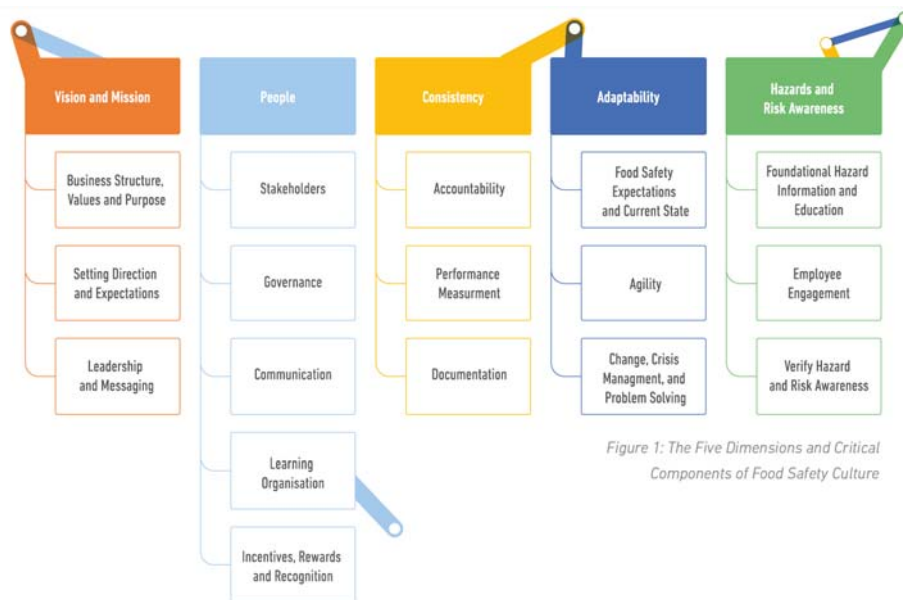 Vision and Mission
Business Structure,
Values and Purpose
Setting Direction
and Expectations
Leadership
and Messaging
People
Stakeholders
Governance
Communication
Learning
Organisation
Incentives, Rewards
and Recognition
Consistency
Accountability
Performance
Measurment
Documentation
Adaptability
Food Safety
Expectations
and Current State
Agility
Change, Crisis
Managment, and
Problem Solving
Hazards and
Risk Awareness
Foundational Hazard
Information and
Education
Employee
Engagement
Verify Hazard
and Risk Awareness
Figure 1: The Five Dimensions and Critical
Components of Food Safety Culture